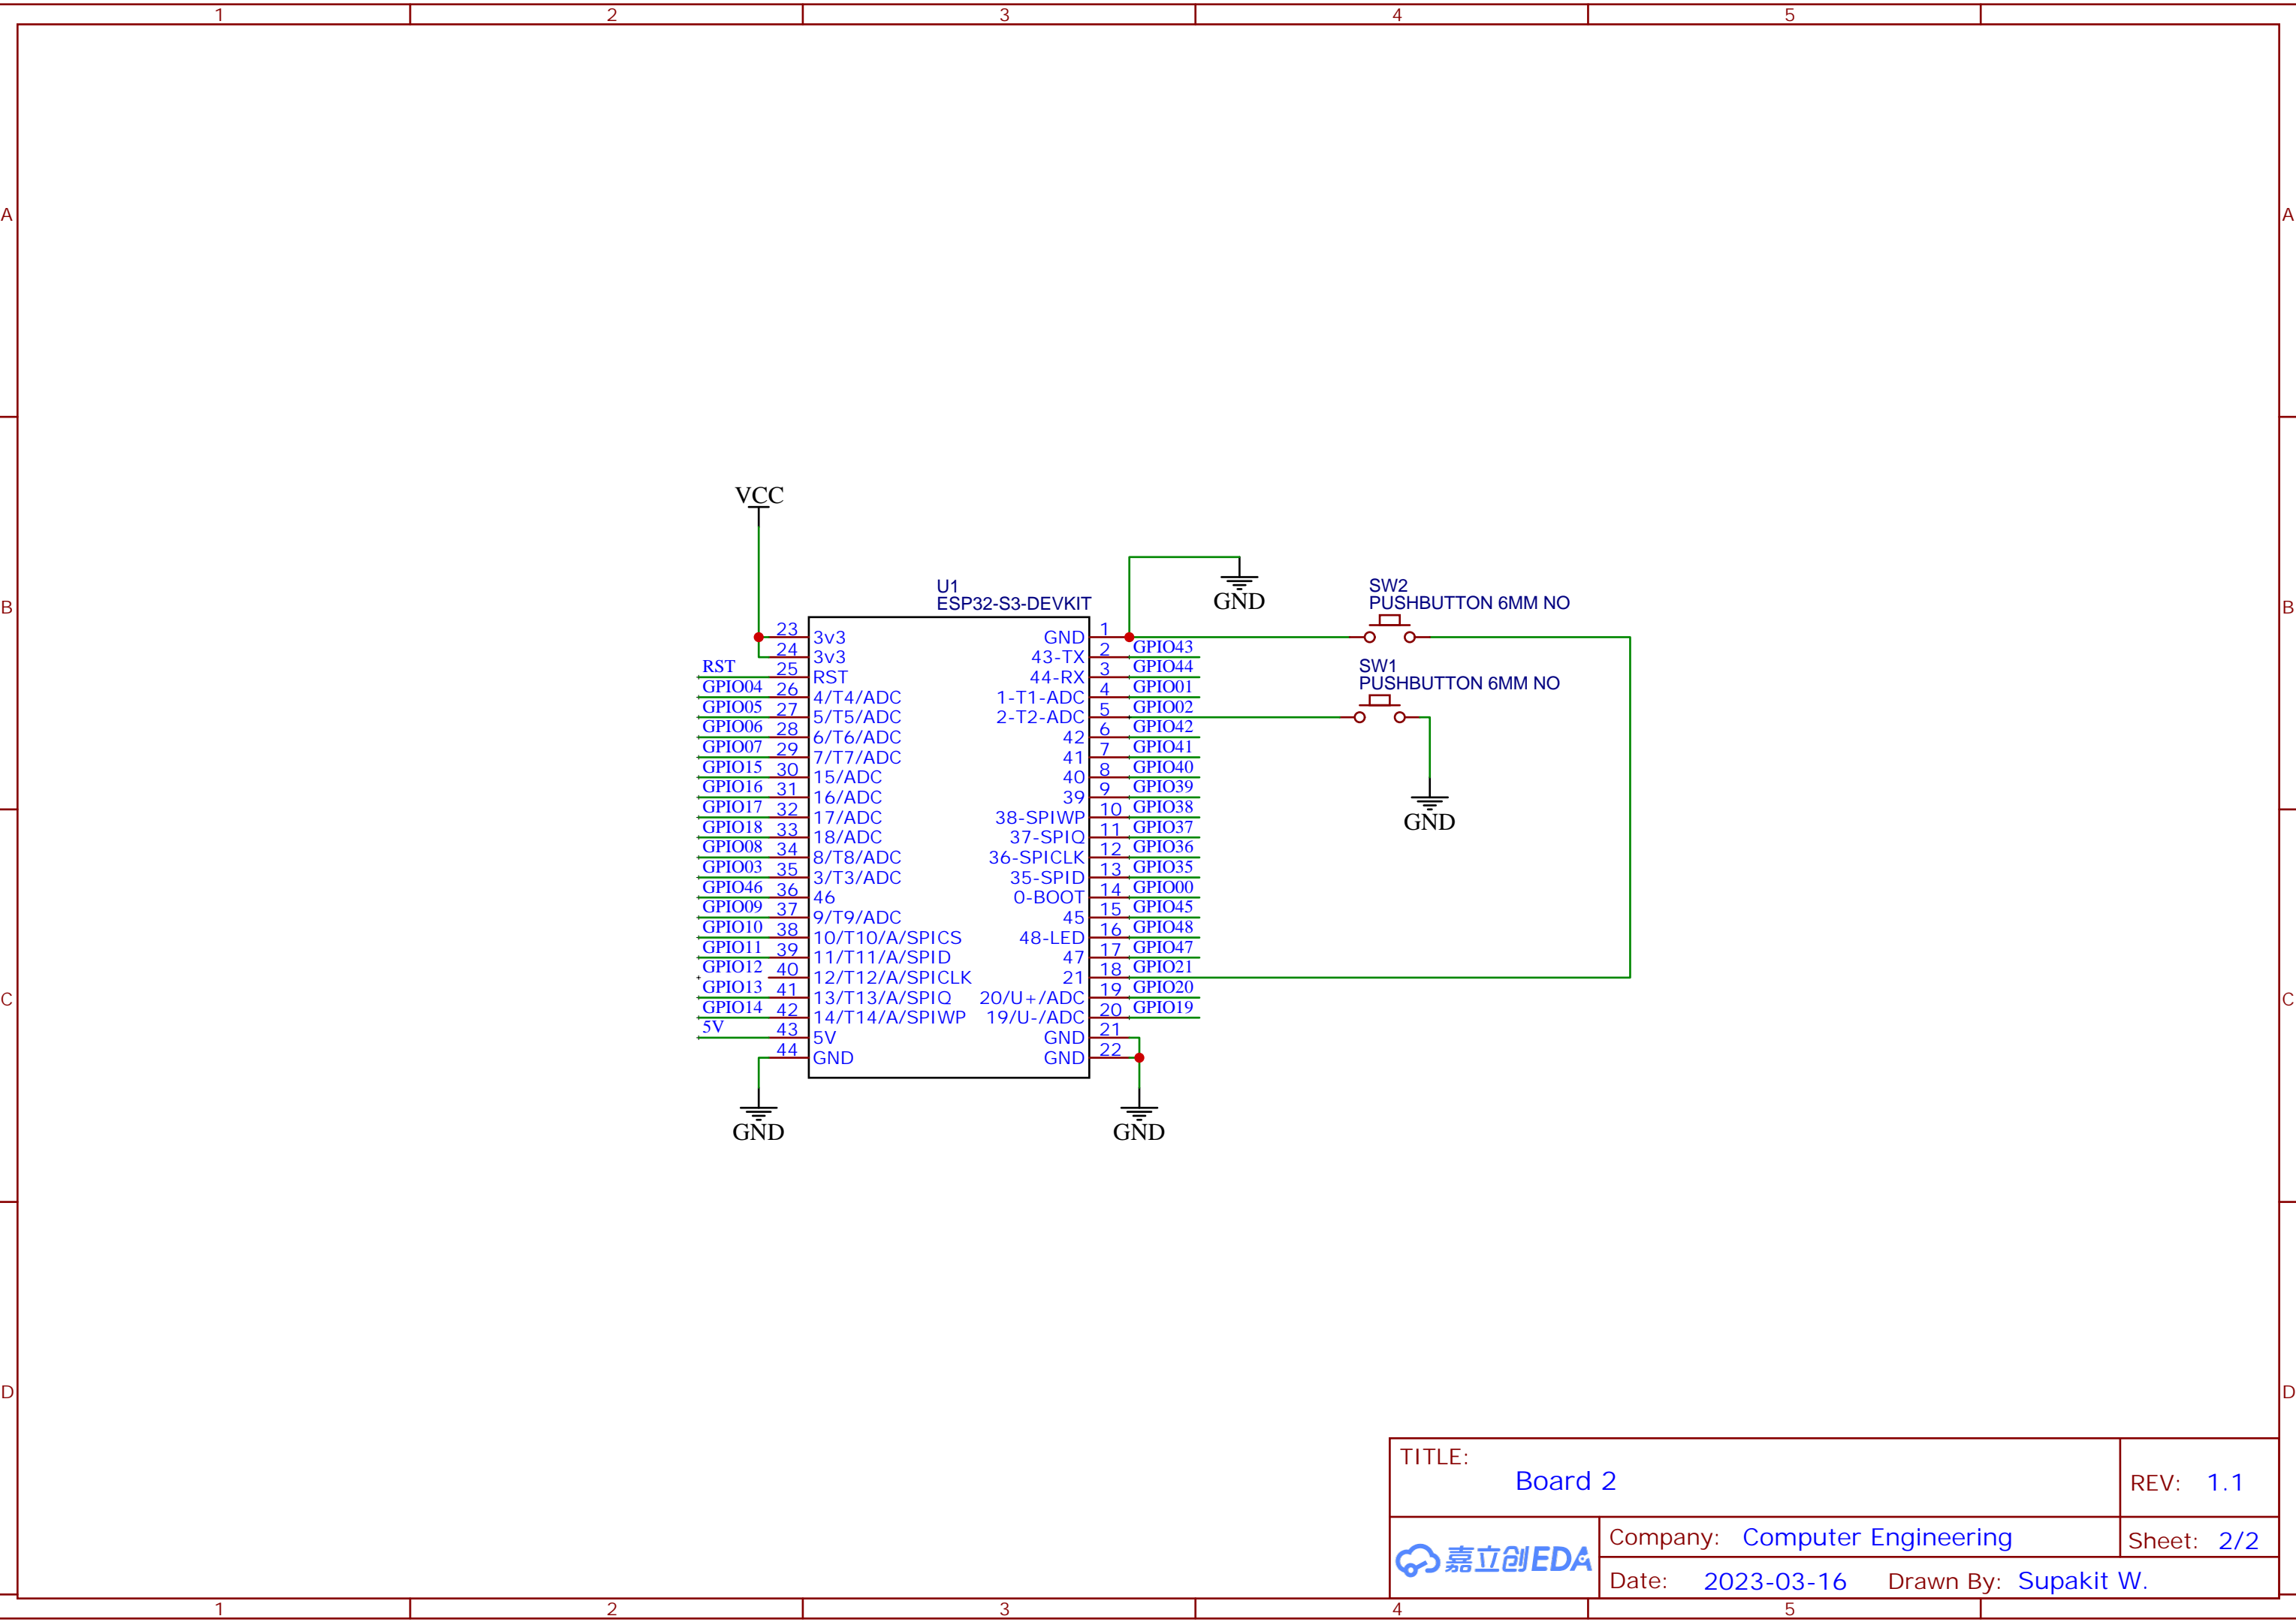 1 2 3 4 5
A A
VCC
U1
ESP32-S3-DEVKIT
GND
SW2
PUSHBUTTON 6MM NO
B B
23 3v3 GND 1
24 3v3 43-TX 2 GPIO43
RST 25 RST 44-RX 3 GPIO44
SW1
PUSHBUTTON 6MM NO
GPIO04 26 4/T4/ADC 1-T1-ADC 4 GPIO01
GPIO05 27 5/T5/ADC 2-T2-ADC 5 GPIO02
GPIO06 28 6/T6/ADC 42 6 GPIO42
GPIO07 29 7/T7/ADC 41 7 GPIO41
GPIO15 30 15/ADC 40 8 GPIO40
GPIO16 31 16/ADC 39 9 GPIO39
GPIO17 32 17/ADC 38-SPIWP 10 GPIO38
GND
GPIO18 33 18/ADC 37-SPIQ 11 GPIO37
GPIO08 34 8/T8/ADC 36-SPICLK 12 GPIO36
GPIO03 35 3/T3/ADC 35-SPID 13 GPIO35
GPIO46 36 46 0-BOOT 14 GPIO00
GPIO09 37 9/T9/ADC 45 15 GPIO45
GPIO10 38 10/T10/A/SPICS 48-LED 16 GPIO48
GPIO11 39 11/T11/A/SPID 47 17 GPIO47
GPIO12 40 12/T12/A/SPICLK 21 18 GPIO21
GPIO13 41 13/T13/A/SPIQ 20/U+/ADC 19 GPIO20
GPIO14 42 14/T14/A/SPIWP 19/U-/ADC 20 GPIO19
5V 43 5V GND 21
44 GND GND 22
C C
GND GND
D D
TITLE:
Board 2
REV: 1.1
嘉立创EDA
Company: Computer Engineering
Sheet: 2/2
Date: 2023-03-16 Drawn By: Supakit W.
1 2 3 4 5